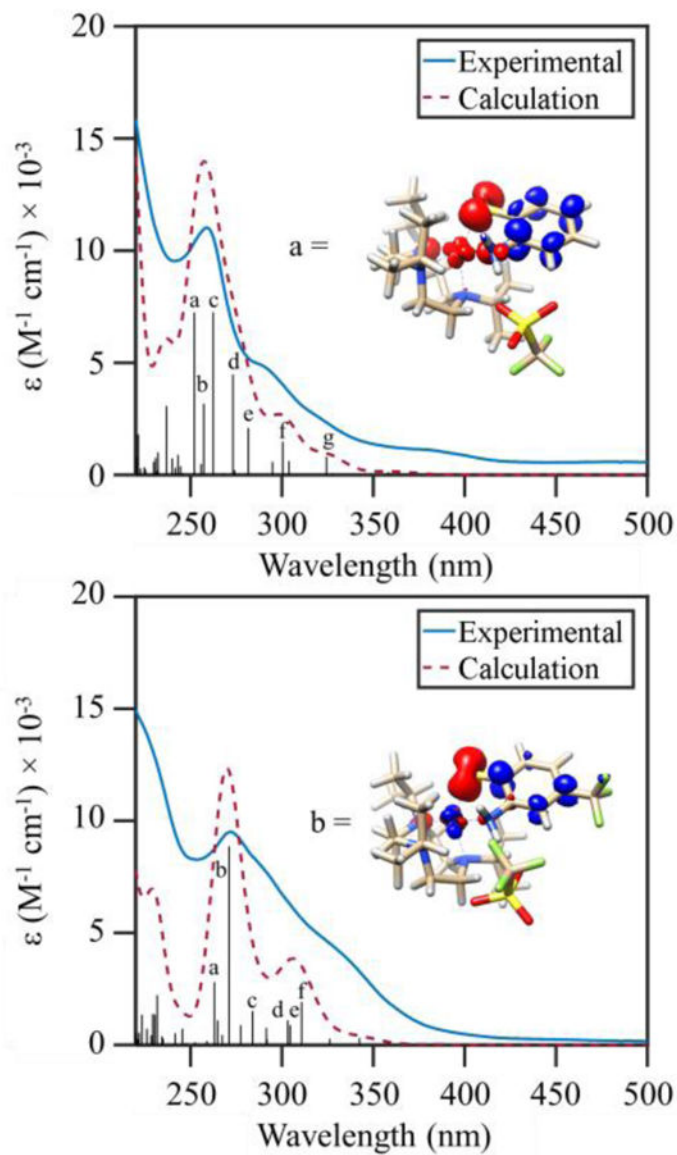 20
15
10
5
0
ε (M⁻¹ cm⁻¹) × 10⁻³
Experimental
Calculation
a =
a c
b
d
e
f
g
250 300 350 400 450 500
Wavelength (nm)
20
15
10
5
0
ε (M⁻¹ cm⁻¹) × 10⁻³
Experimental
Calculation
b =
b
a
c d e f
250 300 350 400 450 500
Wavelength (nm)